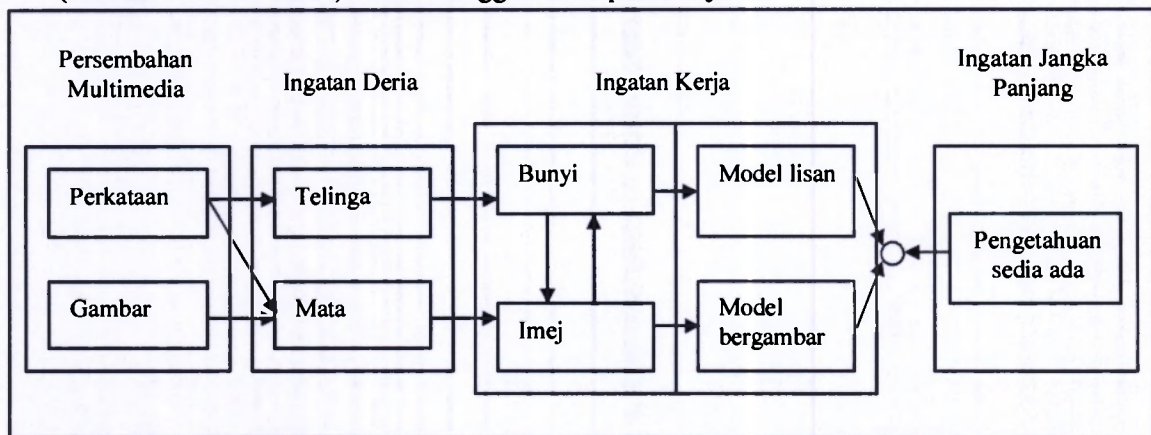 Persembahan
Multimedia
Ingatan Deria
Ingatan Kerja
Ingatan Jangka
Panjang
Perkataan
Telinga
Bunyi
Model lisan
Pengetahuan
sedia ada
Gambar
Mata
Imej
Model
bergambar